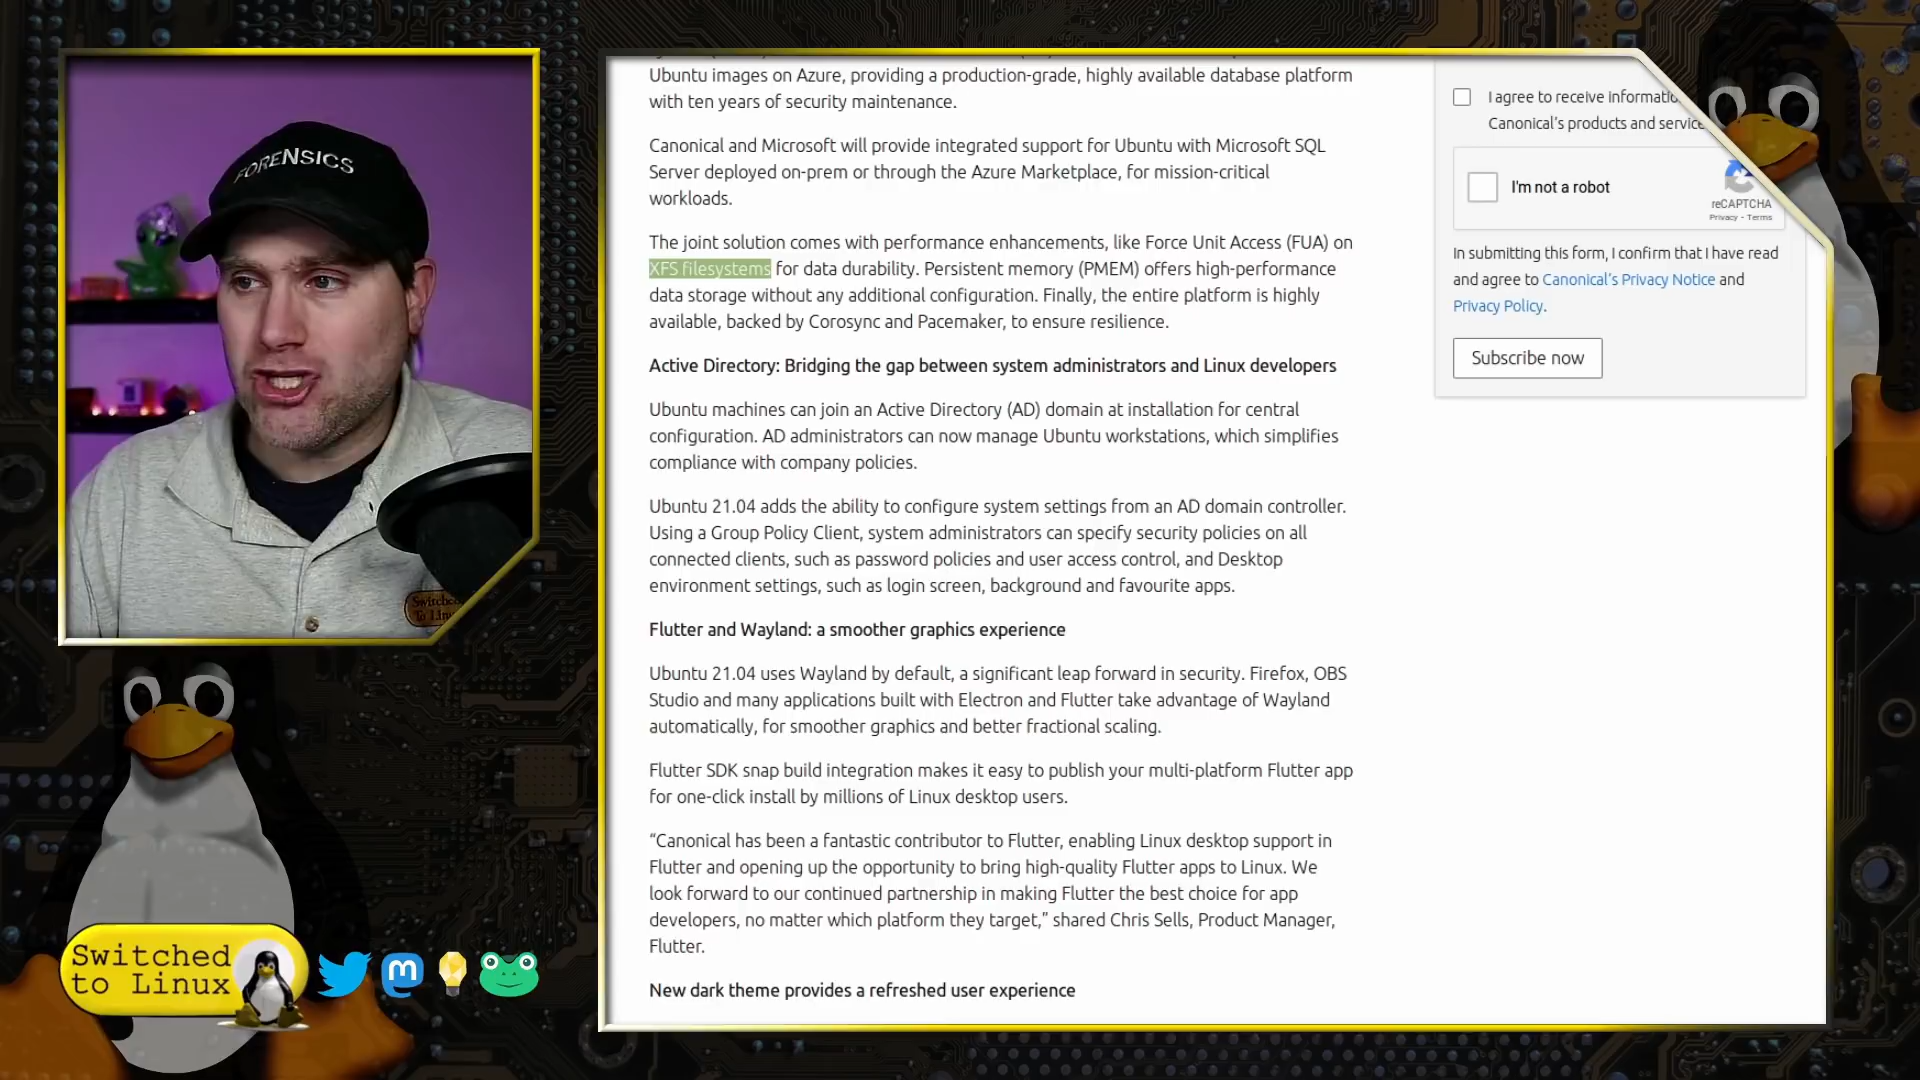 FORENSICS
Switched
To Linux
Ubuntu images on Azure, providing a production-grade, highly available database platform
with ten years of security maintenance.
Canonical and Microsoft will provide integrated support for Ubuntu with Microsoft SQL
Server deployed on-prem or through the Azure Marketplace, for mission-critical
workloads.
The joint solution comes with performance enhancements, like Force Unit Access (FUA) on
XFS filesystems for data durability. Persistent memory (PMEM) offers high-performance
data storage without any additional configuration. Finally, the entire platform is highly
available, backed by Corosync and Pacemaker, to ensure resilience.
Active Directory: Bridging the gap between system administrators and Linux developers
Ubuntu machines can join an Active Directory (AD) domain at installation for central
configuration. AD administrators can now manage Ubuntu workstations, which simplifies
compliance with company policies.
Ubuntu 21.04 adds the ability to configure system settings from an AD domain controller.
Using a Group Policy Client, system administrators can specify security policies on all
connected clients, such as password policies and user access control, and Desktop
environment settings, such as login screen, background and favourite apps.
Flutter and Wayland: a smoother graphics experience
Ubuntu 21.04 uses Wayland by default, a significant leap forward in security. Firefox, OBS
Studio and many applications built with Electron and Flutter take advantage of Wayland
automatically, for smoother graphics and better fractional scaling.
Flutter SDK snap build integration makes it easy to publish your multi-platform Flutter app
for one-click install by millions of Linux desktop users.
“Canonical has been a fantastic contributor to Flutter, enabling Linux desktop support in
Flutter and opening up the opportunity to bring high-quality Flutter apps to Linux. We
look forward to our continued partnership in making Flutter the best choice for app
developers, no matter which platform they target,” shared Chris Sells, Product Manager,
Flutter.
New dark theme provides a refreshed user experience
I agree to receive
Canonical's products and
I'm not a robot
reCAPTCHA
Privacy - Terms
In submitting this form, I confirm that I have read
and agree to Canonical's Privacy Notice and
Privacy Policy.
Subscribe now
Switched
to Linux